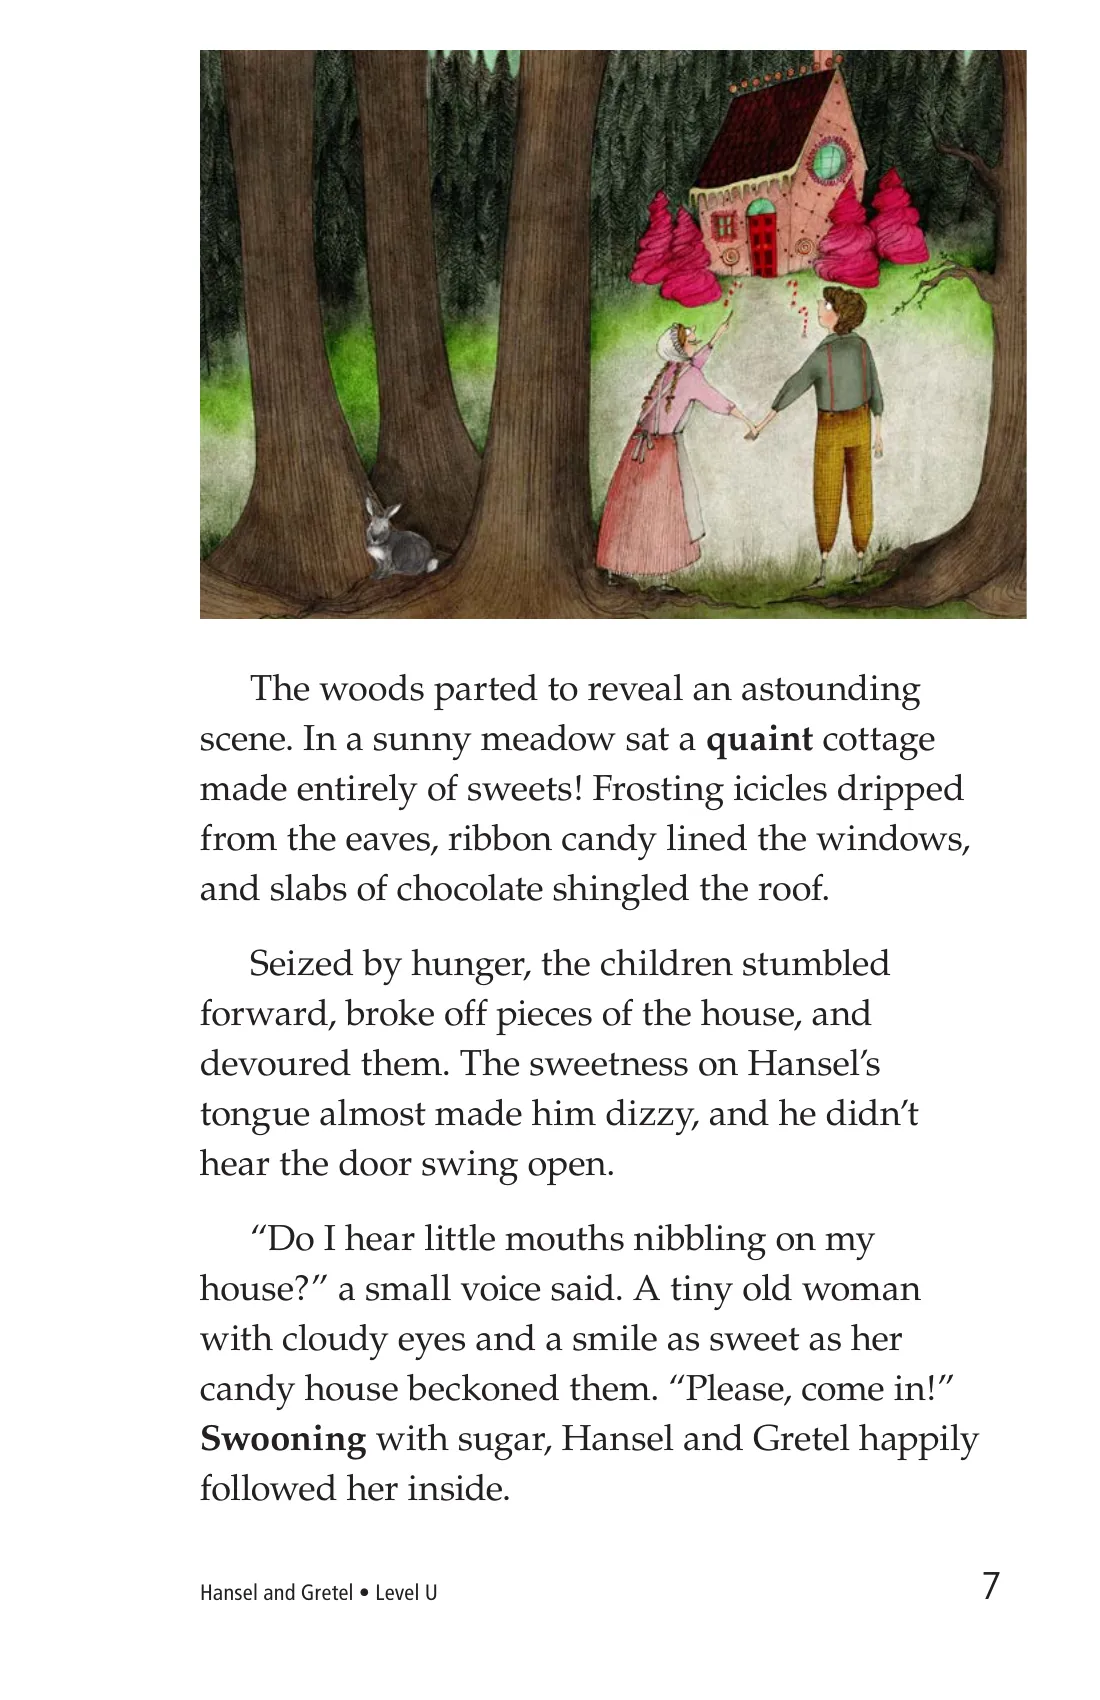 The woods parted to reveal an astounding
scene. In a sunny meadow sat a quaint cottage
made entirely of sweets! Frosting icicles dripped
from the eaves, ribbon candy lined the windows,
and slabs of chocolate shingled the roof.
Seized by hunger, the children stumbled
forward, broke off pieces of the house, and
devoured them. The sweetness on Hansel’s
tongue almost made him dizzy, and he didn’t
hear the door swing open.
“Do I hear little mouths nibbling on my
house?” a small voice said. A tiny old woman
with cloudy eyes and a smile as sweet as her
candy house beckoned them. “Please, come in!”
Swooning with sugar, Hansel and Gretel happily
followed her inside.
Hansel and Gretel • Level U
7